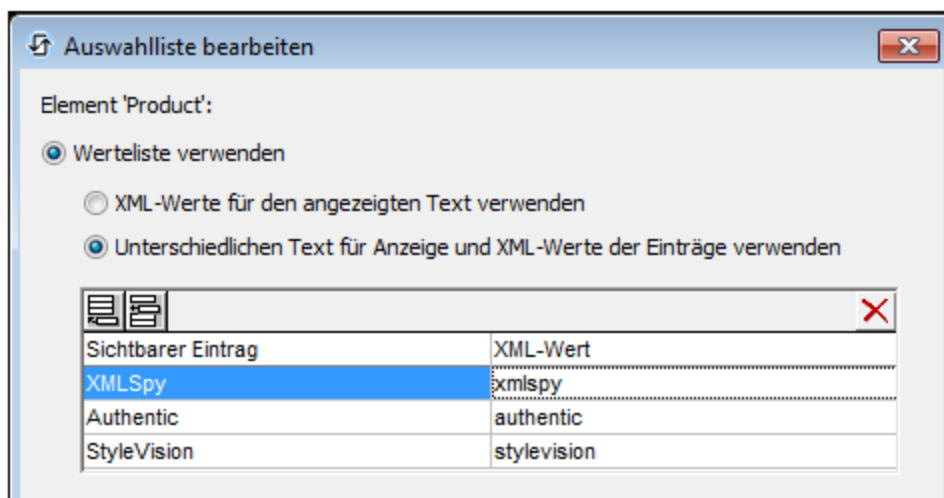 Auswahlliste bearbeiten
Element 'Product':
Werteliste verwenden
XML-Werte für den angezeigten Text verwenden
Unterschiedlichen Text für Anzeige und XML-Werte der Einträge verwenden
Sichtbarer Eintrag XML-Wert
XMLSpy xmlspy
Authentic authentic
StyleVision stylevision